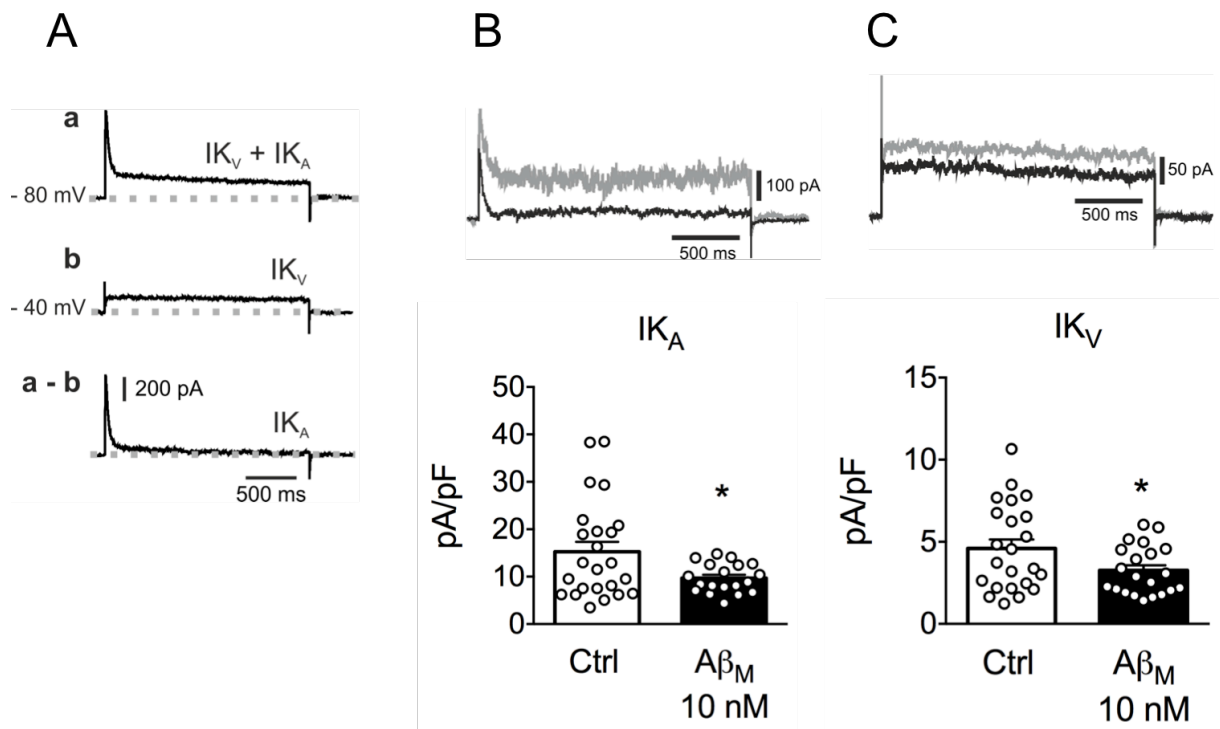 A
B
C
a
IKV + IKA
- 80 mV
b
IKV
- 40 mV
a - b
200 pA
IKA
500 ms
100 pA
500 ms
50 pA
500 ms
IKA
50
40
30
20
10
0
pA/pF
*
Ctrl
AβM
10 nM
IKV
15
10
5
0
pA/pF
*
Ctrl
AβM
10 nM